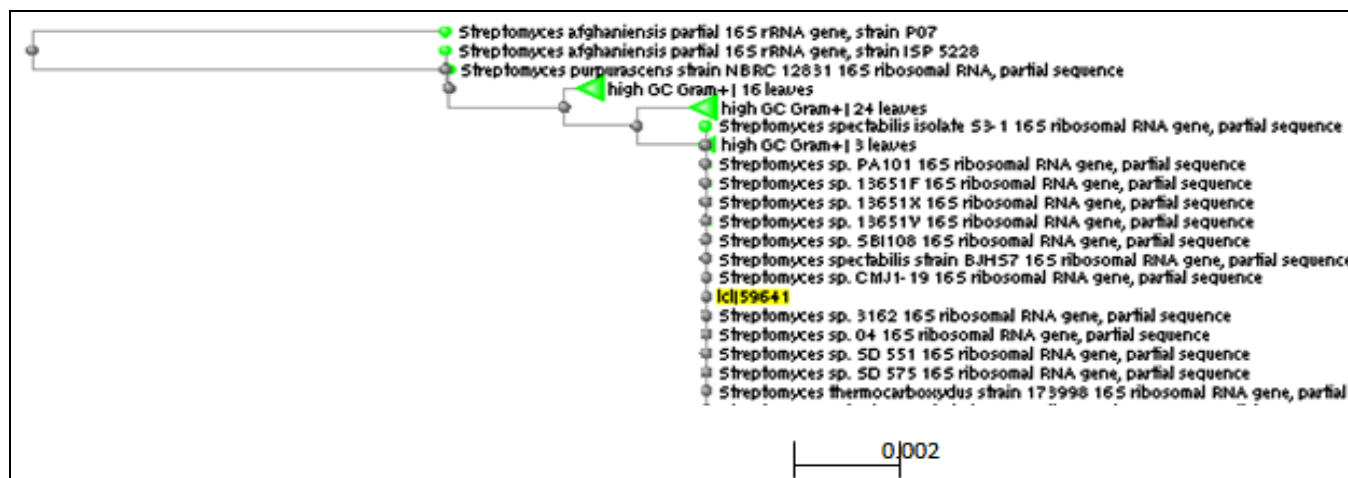 Streptomyces afghaniensis partial 16S rRNA gene, strain P07
Streptomyces afghaniensis partial 16S rRNA gene, strain ISP 5228
Streptomyces purpurascens strain NBRC 12831 16S ribosomal RNA, partial sequence
high GC Gram+| 16 leaves
high GC Gram+| 24 leaves
Streptomyces spectabilis isolate S3-1 16S ribosomal RNA gene, partial sequence
high GC Gram+| 3 leaves
Streptomyces sp. PA101 16S ribosomal RNA gene, partial sequence
Streptomyces sp. 13651F 16S ribosomal RNA gene, partial sequence
Streptomyces sp. 13651X 16S ribosomal RNA gene, partial sequence
Streptomyces sp. 13651V 16S ribosomal RNA gene, partial sequence
Streptomyces sp. SBI108 16S ribosomal RNA gene, partial sequence
Streptomyces spectabilis strain BJHS7 16S ribosomal RNA gene, partial sequence
Streptomyces sp. CMJ1-19 16S ribosomal RNA gene, partial sequence
lcl|59641
Streptomyces sp. 3162 16S ribosomal RNA gene, partial sequence
Streptomyces sp. 04 16S ribosomal RNA gene, partial sequence
Streptomyces sp. SD 551 16S ribosomal RNA gene, partial sequence
Streptomyces sp. SD 575 16S ribosomal RNA gene, partial sequence
Streptomyces thermocarboxydus strain 173998 16S ribosomal RNA gene, partial
0.002